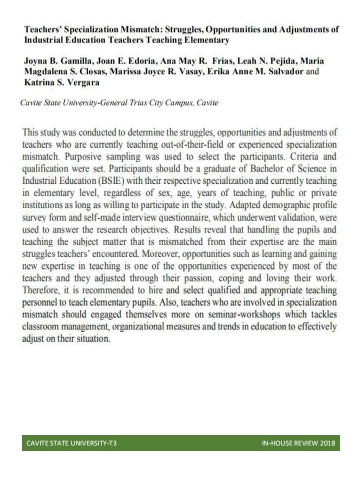 Teachers' Specialization Mismatch: Struggles, Opportunities and Adjustments of
Industrial Education Teachers Teaching Elementary
Joyna B. Gamilla, Joan E. Edoria, Ana May R. Frias, Leah N. Pejida, Maria
Magdalena S. Closas, Marissa Joyce R. Vasay, Erika Anne M. Salvador and
Katrina S. Vergara
Cavite State University-General Trias City Campus, Cavite
This study was conducted to determine the struggles, opportunities and adjustments of
teachers who are currently teaching out-of-their-field or experienced specialization
mismatch. Purposive sampling was used to select the participants. Criteria and
qualification were set. Participants should be a graduate of Bachelor of Science in
Industrial Education (BSIE) with their respective specialization and currently teaching
in elementary level, regardless of sex, age, years of teaching, public or private
institutions as long as willing to participate in the study. Adapted demographic profile
survey form and self-made interview questionnaire, which underwent validation, were
used to answer the research objectives. Results reveal that handling the pupils and
teaching the subject matter that is mismatched from their expertise are the main
struggles teachers' encountered. Moreover, opportunities such as learning and gaining
new expertise in teaching is one of the opportunities experienced by most of the
teachers and they adjusted through their passion, coping and loving their work.
Therefore, it is recommended to hire and select qualified and appropriate teaching
personnel to teach elementary pupils. Also, teachers who are involved in specialization
mismatch should engaged themselves more on seminar-workshops which tackles
classroom management, organizational measures and trends in education to effectively
adjust on their situation.
CAVITE STATE UNIVERSITY-T3 IN-HOUSE REVIEW 2018